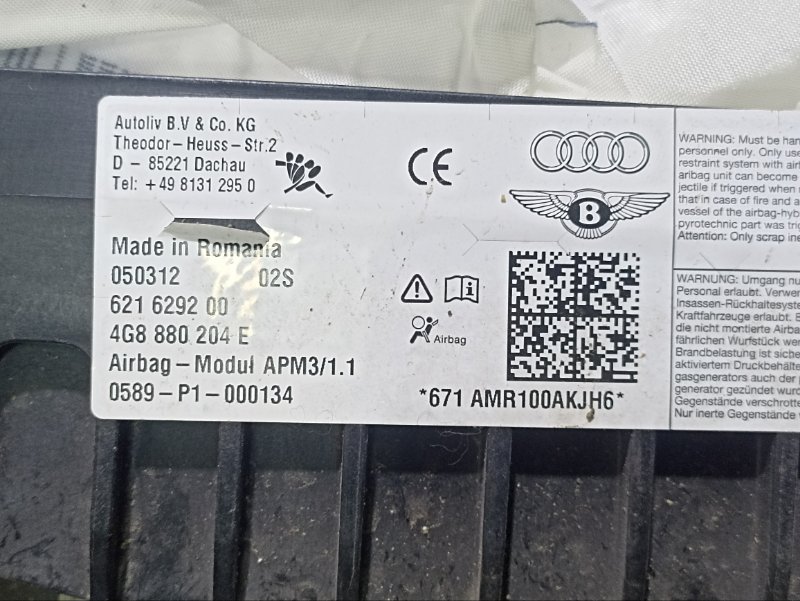 Autoliv B.V & Co. KG
Theodor – Heuss – Str.2
D – 85221 Dachau
Tel: +49 8131 295 0
Made in Romania
050312 02S
621 6292 00
4G8 880 204 E
Airbag – Modul APM3/1.1
0589 – P1 – 000134
CE
B
Airbag
*671 AMR100AKJH6*
WARNING: Must be han
personnel only. Only use
restraint system with airb
airbag unit can become
jectile if triggered when n
that in case of fire and a
vessel of the airbag-hyb
pyrotechnic part was trig
Attention: Only scrap ine
WARNUNG: Umgang nu
Personal erlaubt. Verwen
Insassen-Rückhaltesyste
Kraftfahrzeuge erlaubt. B
die nicht montierte Airba
fährlichen Wurfstück wer
Brandbelastung ist siche
aktiviertem Druckbehälte
gasgenerators auch der
generator gezündet wurd
Gegenstände verschrotte
Nur inerte Gegenstände